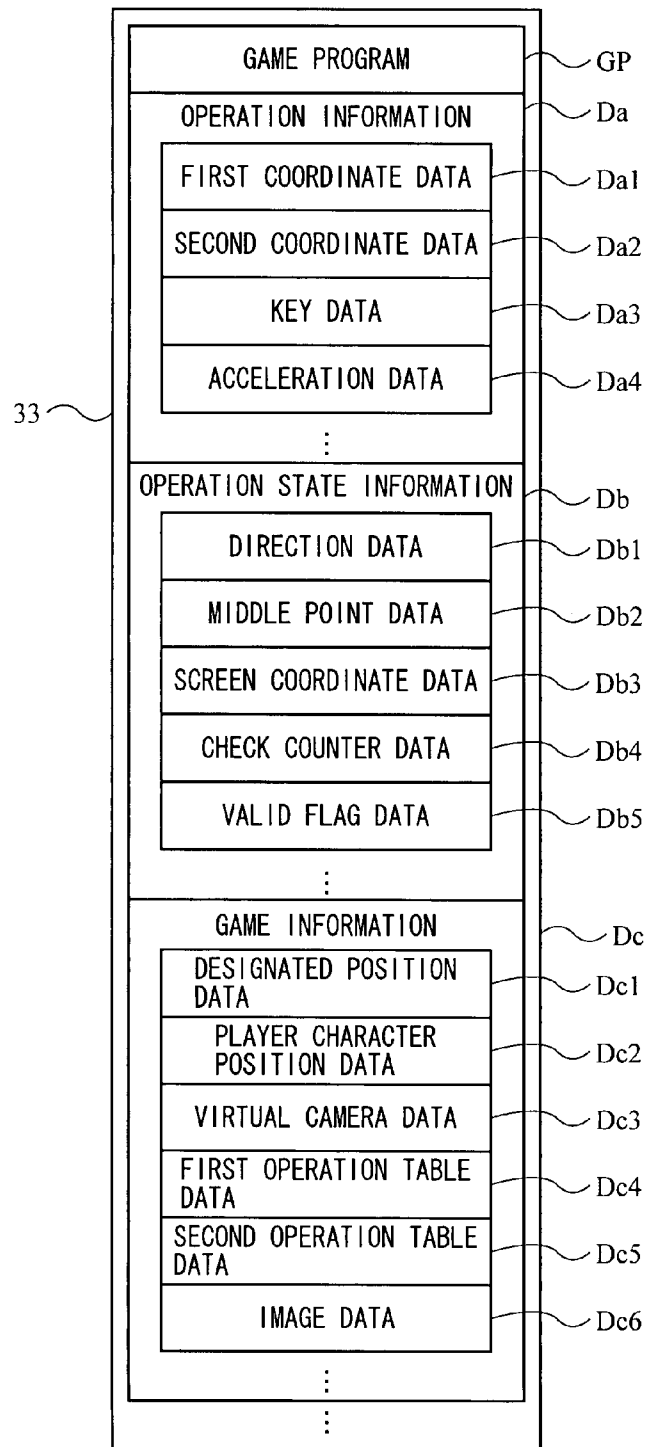 GAME PROGRAM GP
OPERATION INFORMATION Da
FIRST COORDINATE DATA Da1
SECOND COORDINATE DATA Da2
KEY DATA Da3
ACCELERATION DATA Da4
33
OPERATION STATE INFORMATION Db
DIRECTION DATA Db1
MIDDLE POINT DATA Db2
SCREEN COORDINATE DATA Db3
CHECK COUNTER DATA Db4
VALID FLAG DATA Db5
GAME INFORMATION Dc
DESIGNATED POSITION
DATA Dc1
PLAYER CHARACTER
POSITION DATA Dc2
VIRTUAL CAMERA DATA Dc3
FIRST OPERATION TABLE
DATA Dc4
SECOND OPERATION TABLE
DATA Dc5
IMAGE DATA Dc6